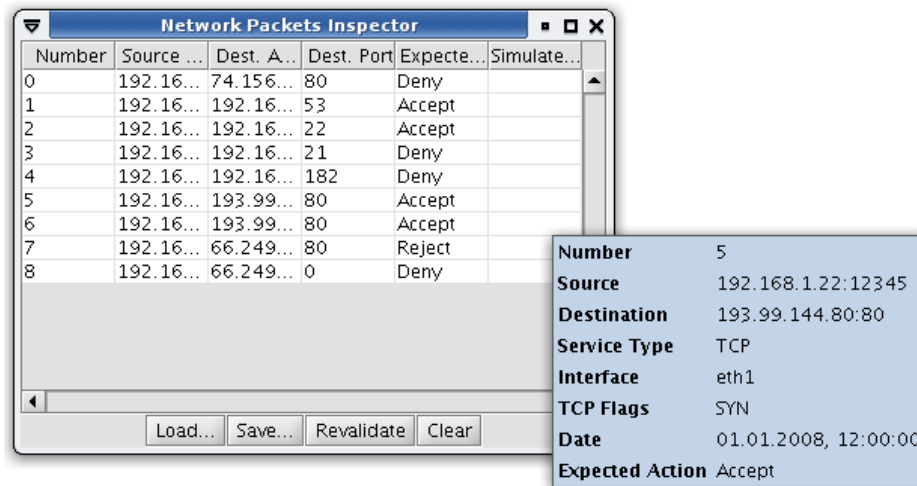 Network Packets Inspector
Number Source ... Dest. A... Dest. Port Expecte... Simulate...
0 192.16... 74.156... 80 Deny
1 192.16... 192.16... 53 Accept
2 192.16... 192.16... 22 Accept
3 192.16... 192.16... 21 Deny
4 192.16... 192.16... 182 Deny
5 192.16... 193.99... 80 Accept
6 192.16... 193.99... 80 Accept
7 192.16... 66.249... 80 Reject
8 192.16... 66.249... 0 Deny
Load... Save... Revalidate Clear
Number 5
Source 192.168.1.22:12345
Destination 193.99.144.80:80
Service Type TCP
Interface eth1
TCP Flags SYN
Date 01.01.2008, 12:00:00
Expected Action Accept